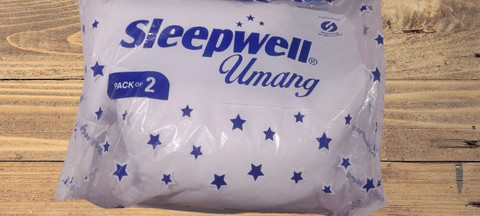 Sleepwell®
Umang
PACK OF 2